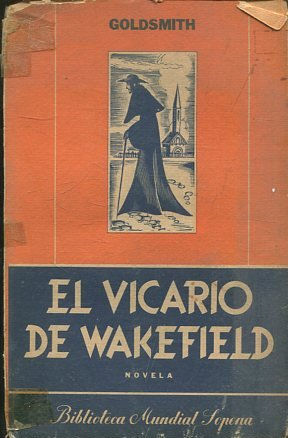 GOLDSMITH
EL VICARIO
DE WAKEFIELD
NOVELA
Biblioteca Mundial Sopena